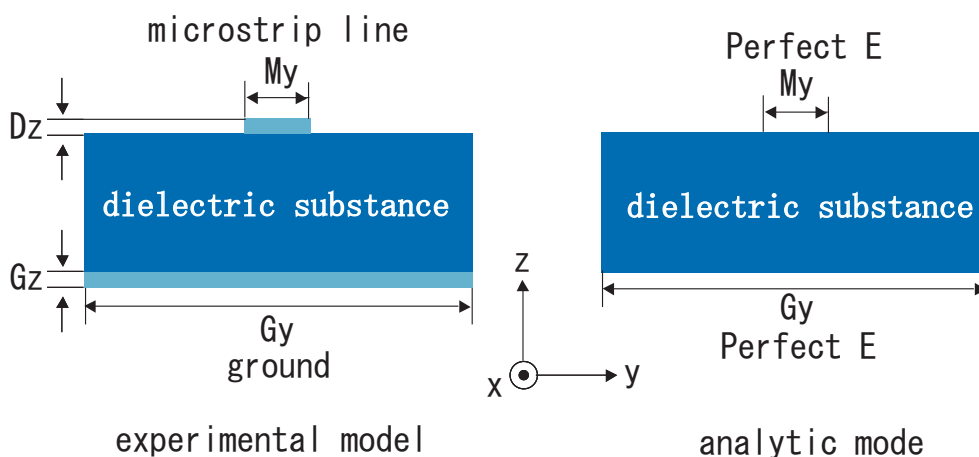 microstrip line
My
Dz
dielectric substance
Gz
Gy
ground
experimental model
z
y
x
Perfect E
My
dielectric substance
Gy
Perfect E
analytic mode